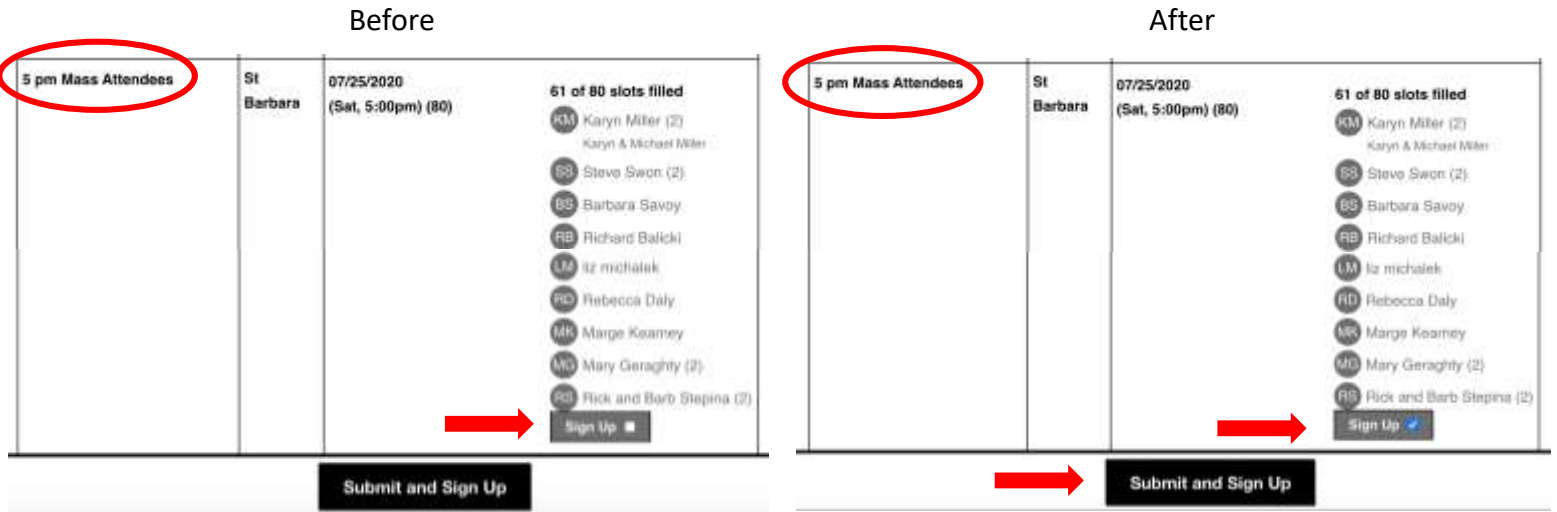 Before
5 pm Mass Attendees
St
Barbara
07/25/2020
(Sat, 5:00pm) (80)
61 of 80 slots filled
KM Karyn Miller (2)
Karyn & Michael Miller
SS Steve Swon (2)
BS Barbara Savoy
RB Richard Balicki
LM liz michalek
RD Rebecca Daly
MK Marge Kearney
MG Mary Geraghty (2)
RS Rick and Barb Stepina (2)
Sign Up
Submit and Sign Up
After
5 pm Mass Attendees
St
Barbara
07/25/2020
(Sat, 5:00pm) (80)
61 of 80 slots filled
KM Karyn Miller (2)
Karyn & Michael Miller
SS Steve Swon (2)
BS Barbara Savoy
RB Richard Balicki
LM liz michalek
RD Rebecca Daly
MK Marge Kearney
MG Mary Geraghty (2)
RS Rick and Barb Stepina (2)
Sign Up
Submit and Sign Up